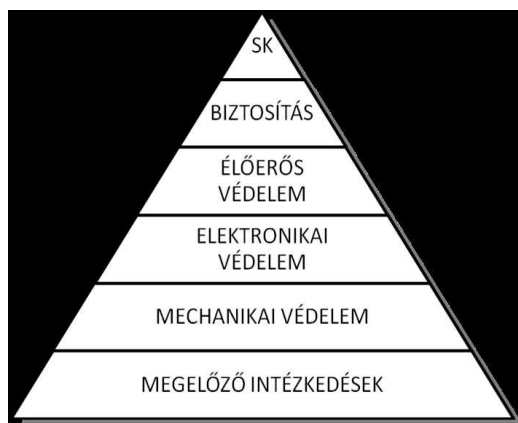 SK
BIZTOSÍTÁS
ÉLŐERŐS
VÉDELEM
ELEKTRONIKAI
VÉDELEM
MECHANIKAI VÉDELEM
MEGELŐZŐ INTÉZKEDÉSEK